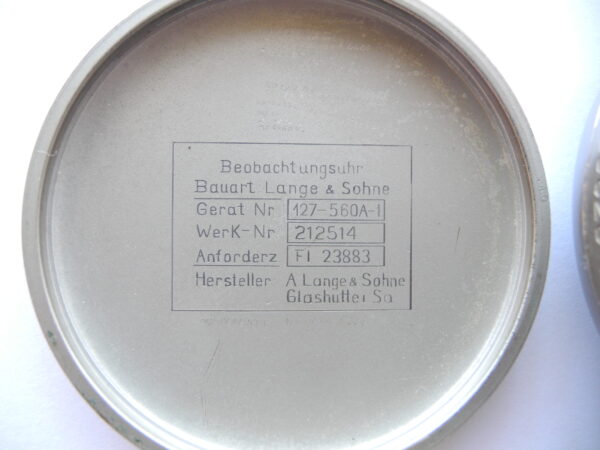 Beobachtungsuhr
Bauart Lange & Sohne
Gerat Nr 127-560A-1
Werk-Nr 212514
Anforderz Fl 23883
Hersteller A Lange & Sohne
Glashutte i Sa